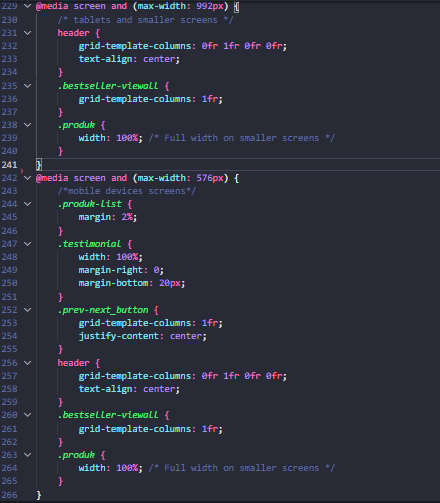 229 @media screen and (max-width: 992px) {
230 /* tablets and smaller screens */
231 header {
232 grid-template-columns: 0fr 1fr 0fr 0fr;
233 text-align: center;
234 }
235 .bestseller-viewall {
236 grid-template-columns: 1fr;
237 }
238 .produk {
239 width: 100%; /* Full width on smaller screens */
240 }
241 }
242 @media screen and (max-width: 576px) {
243 /*mobile devices screens*/
244 .produk-list {
245 margin: 2%;
246 }
247 .testimonial {
248 width: 100%;
249 margin-right: 0;
250 margin-bottom: 20px;
251 }
252 .prev-next_button {
253 grid-template-columns: 1fr;
254 justify-content: center;
255 }
256 header {
257 grid-template-columns: 0fr 1fr 0fr 0fr;
258 text-align: center;
259 }
260 .bestseller-viewall {
261 grid-template-columns: 1fr;
262 }
263 .produk {
264 width: 100%; /* Full width on smaller screens */
265 }
266 }